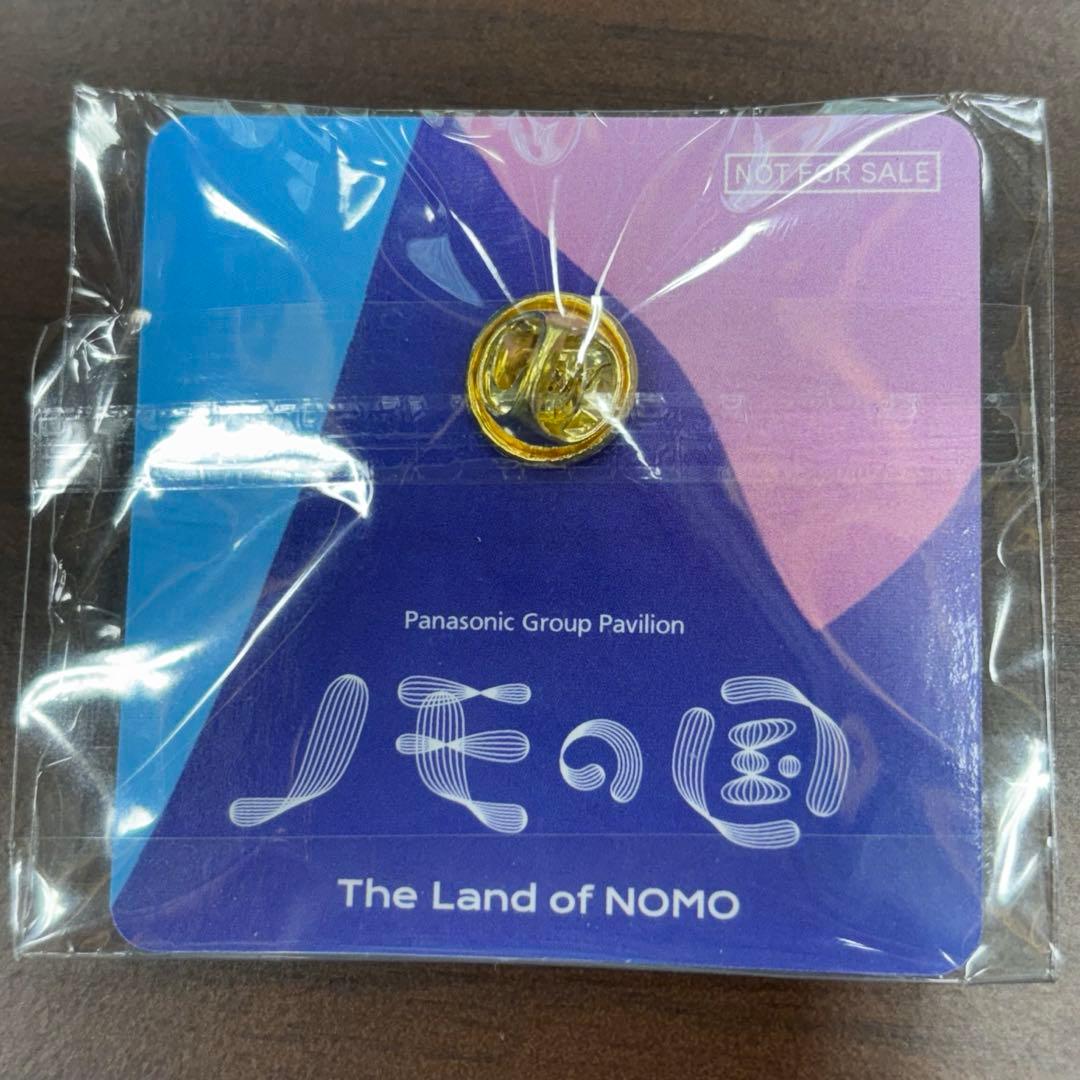 NOT FOR SALE
Panasonic Group Pavilion
ノモの国
The Land of NOMO